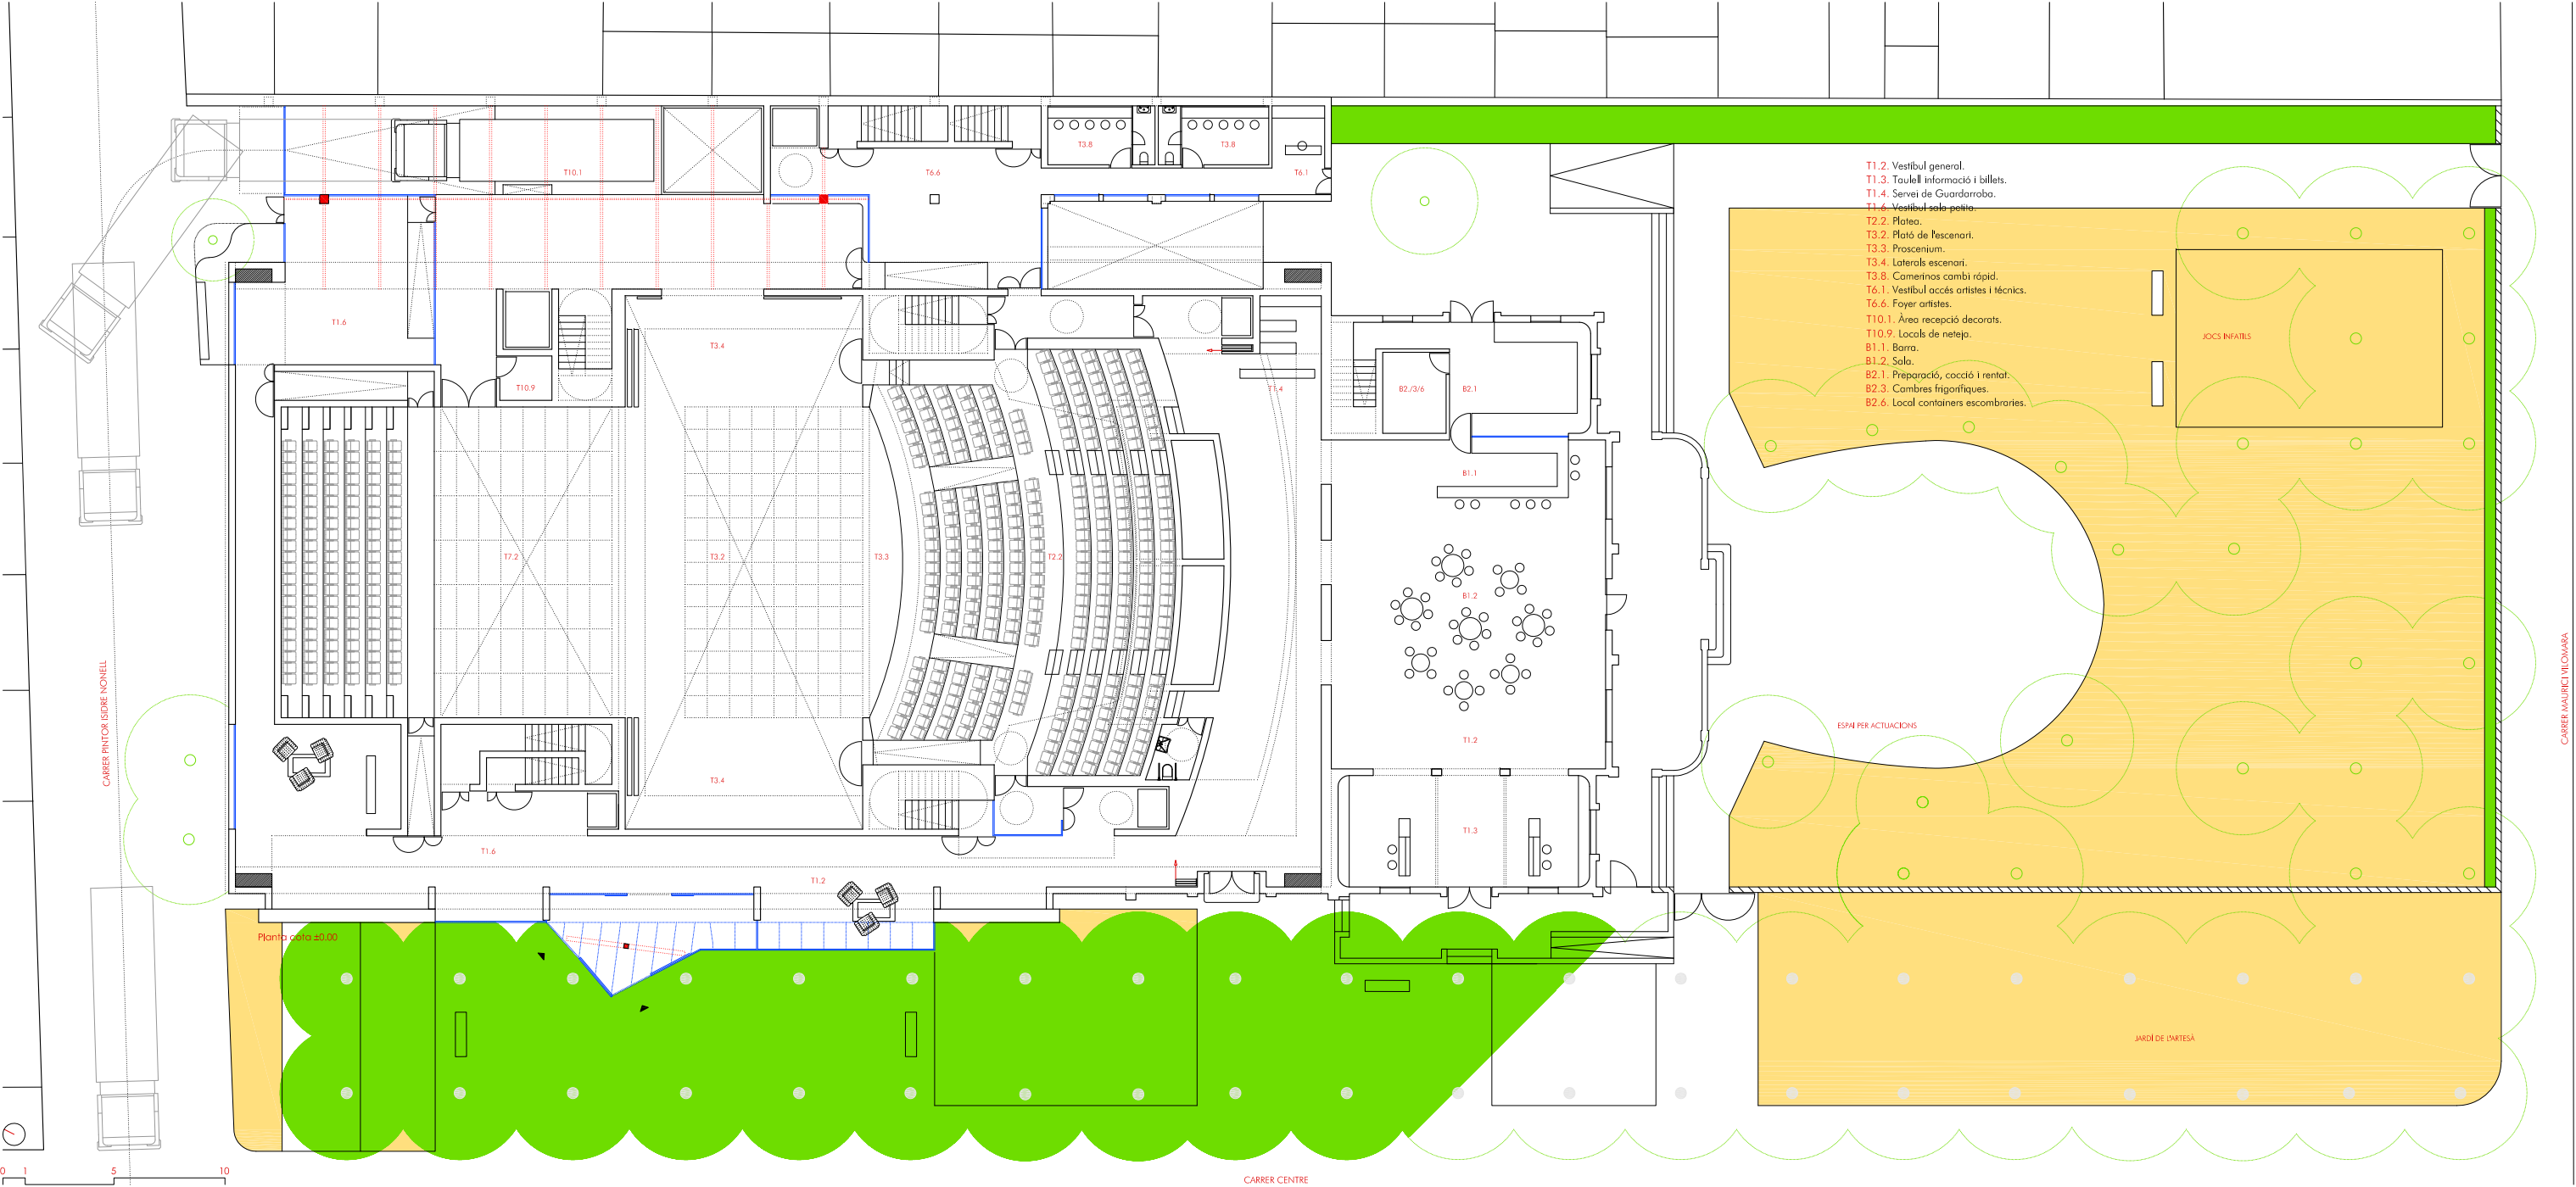 T10.1
T6.6
T3.8
T3.8
T6.1
T1.2. Vestíbul general.
T1.3. Taulell informació i billets.
T1.4. Servei de Guardarroba.
T1.6. Vestíbul sala petita.
T2.2. Platea.
T3.2. Plató de l'escenari.
T3.3. Prosceníum.
T3.4. Laterals escenari.
T3.8. Camerinos cambi ràpid.
T6.1. Vestíbul accés artistes i tècnics.
T6.6. Foyer artistes.
T10.1. Àrea recepció decorats.
T10.9. Locals de neteja.
B1.1. Barra.
B1.2. Sala.
B2.1. Preparació, cocció i rentat.
B2.3. Cambres frigorífiques.
B2.6. Local containers escombraries.
JOCS INFATILS
T1.6
T3.4
T10.9
T1.4
B2./3/6
B2.1
B1.1
T7.2
T3.2
T3.3
T2.2
B1.2
T1.2
T3.4
T1.3
T1.6
T1.2
ESPAI PER ACTUACIONS
CARRER PINTOR ISIDRE NONELL
CARRER MAURICI VILOMARA
Planta cota ±0.00
JARDÍ DE L'ARTESÀ
0 1 5 10
CARRER CENTRE